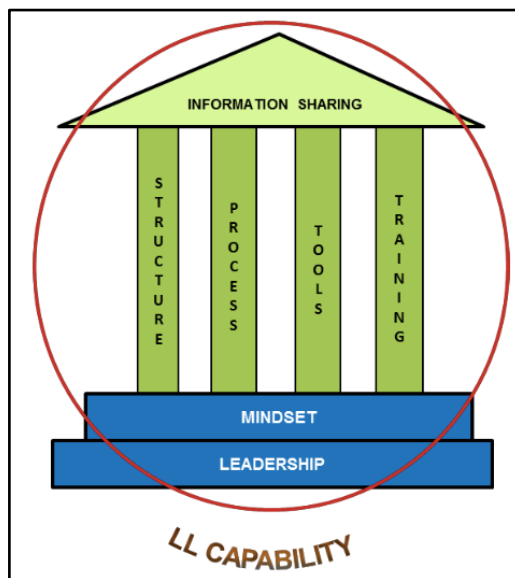 INFORMATION SHARING
STRUCTURE
PROCESS
TOOLS
TRAINING
MINDSET
LEADERSHIP
LL CAPABILITY